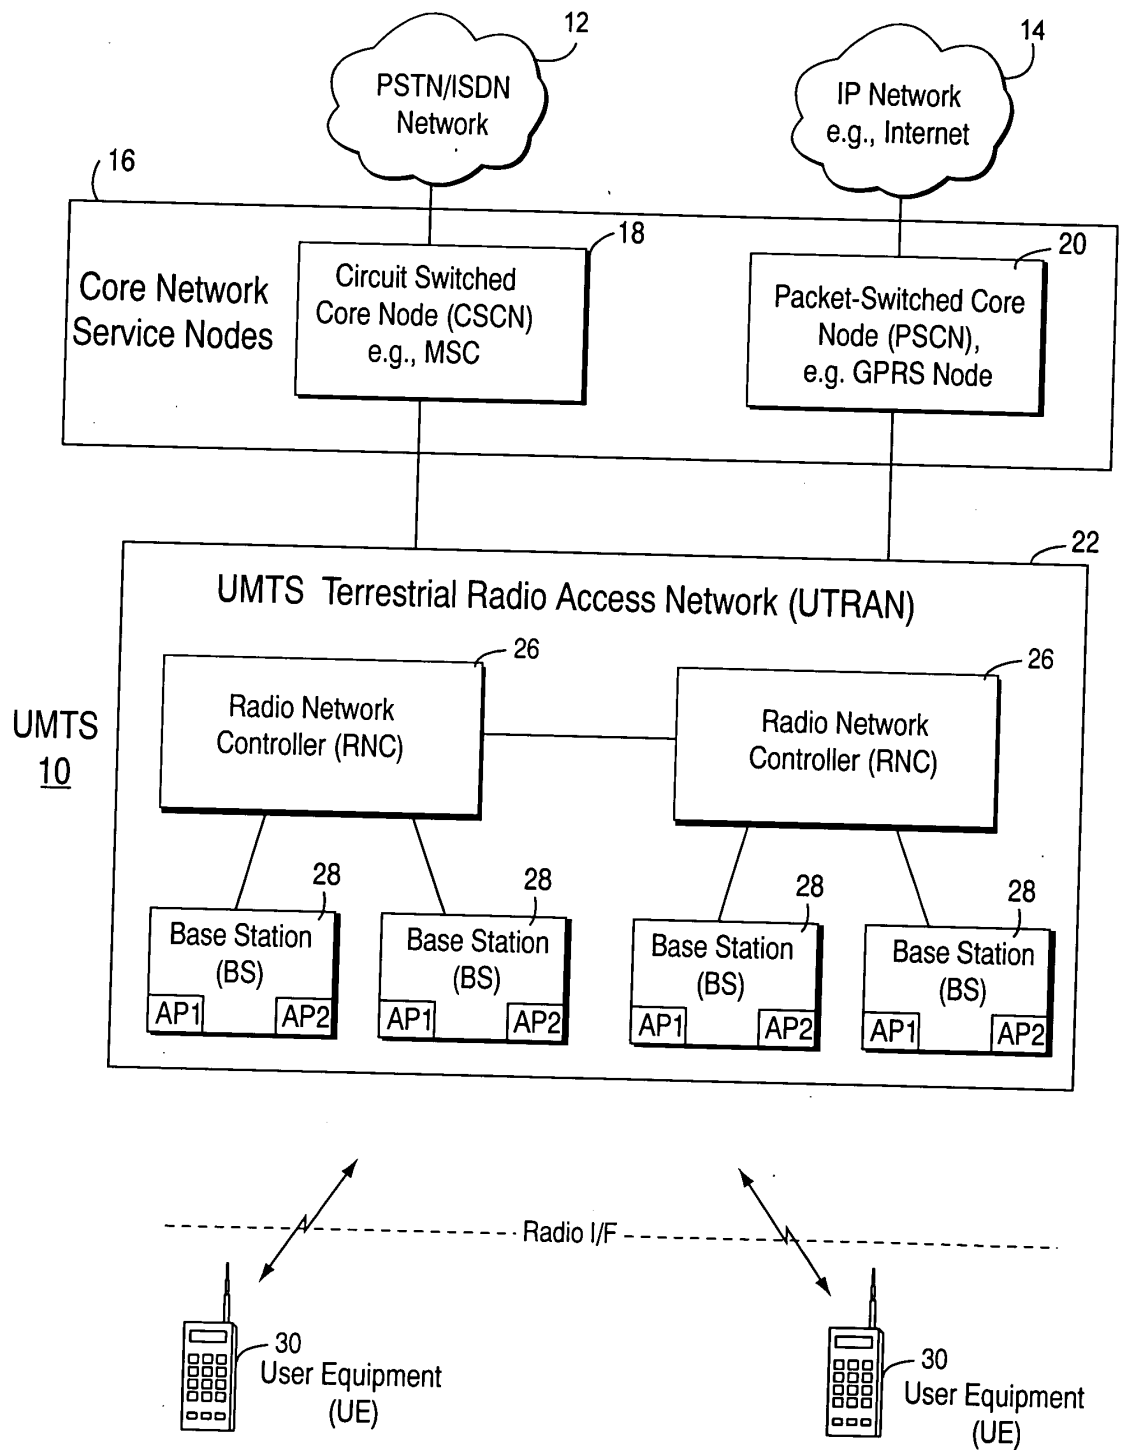 12
PSTN/ISDN
Network
14
IP Network
e.g., Internet
16
Core Network
Service Nodes
18
Circuit Switched
Core Node (CSCN)
e.g., MSC
20
Packet-Switched Core
Node (PSCN),
e.g. GPRS Node
22
UMTS Terrestrial Radio Access Network (UTRAN)
UMTS
10
26
Radio Network
Controller (RNC)
26
Radio Network
Controller (RNC)
28
Base Station
(BS)
AP1
AP2
28
Base Station
(BS)
AP1
AP2
28
Base Station
(BS)
AP1
AP2
28
Base Station
(BS)
AP1
AP2
Radio I/F
30
User Equipment
(UE)
30
User Equipment
(UE)